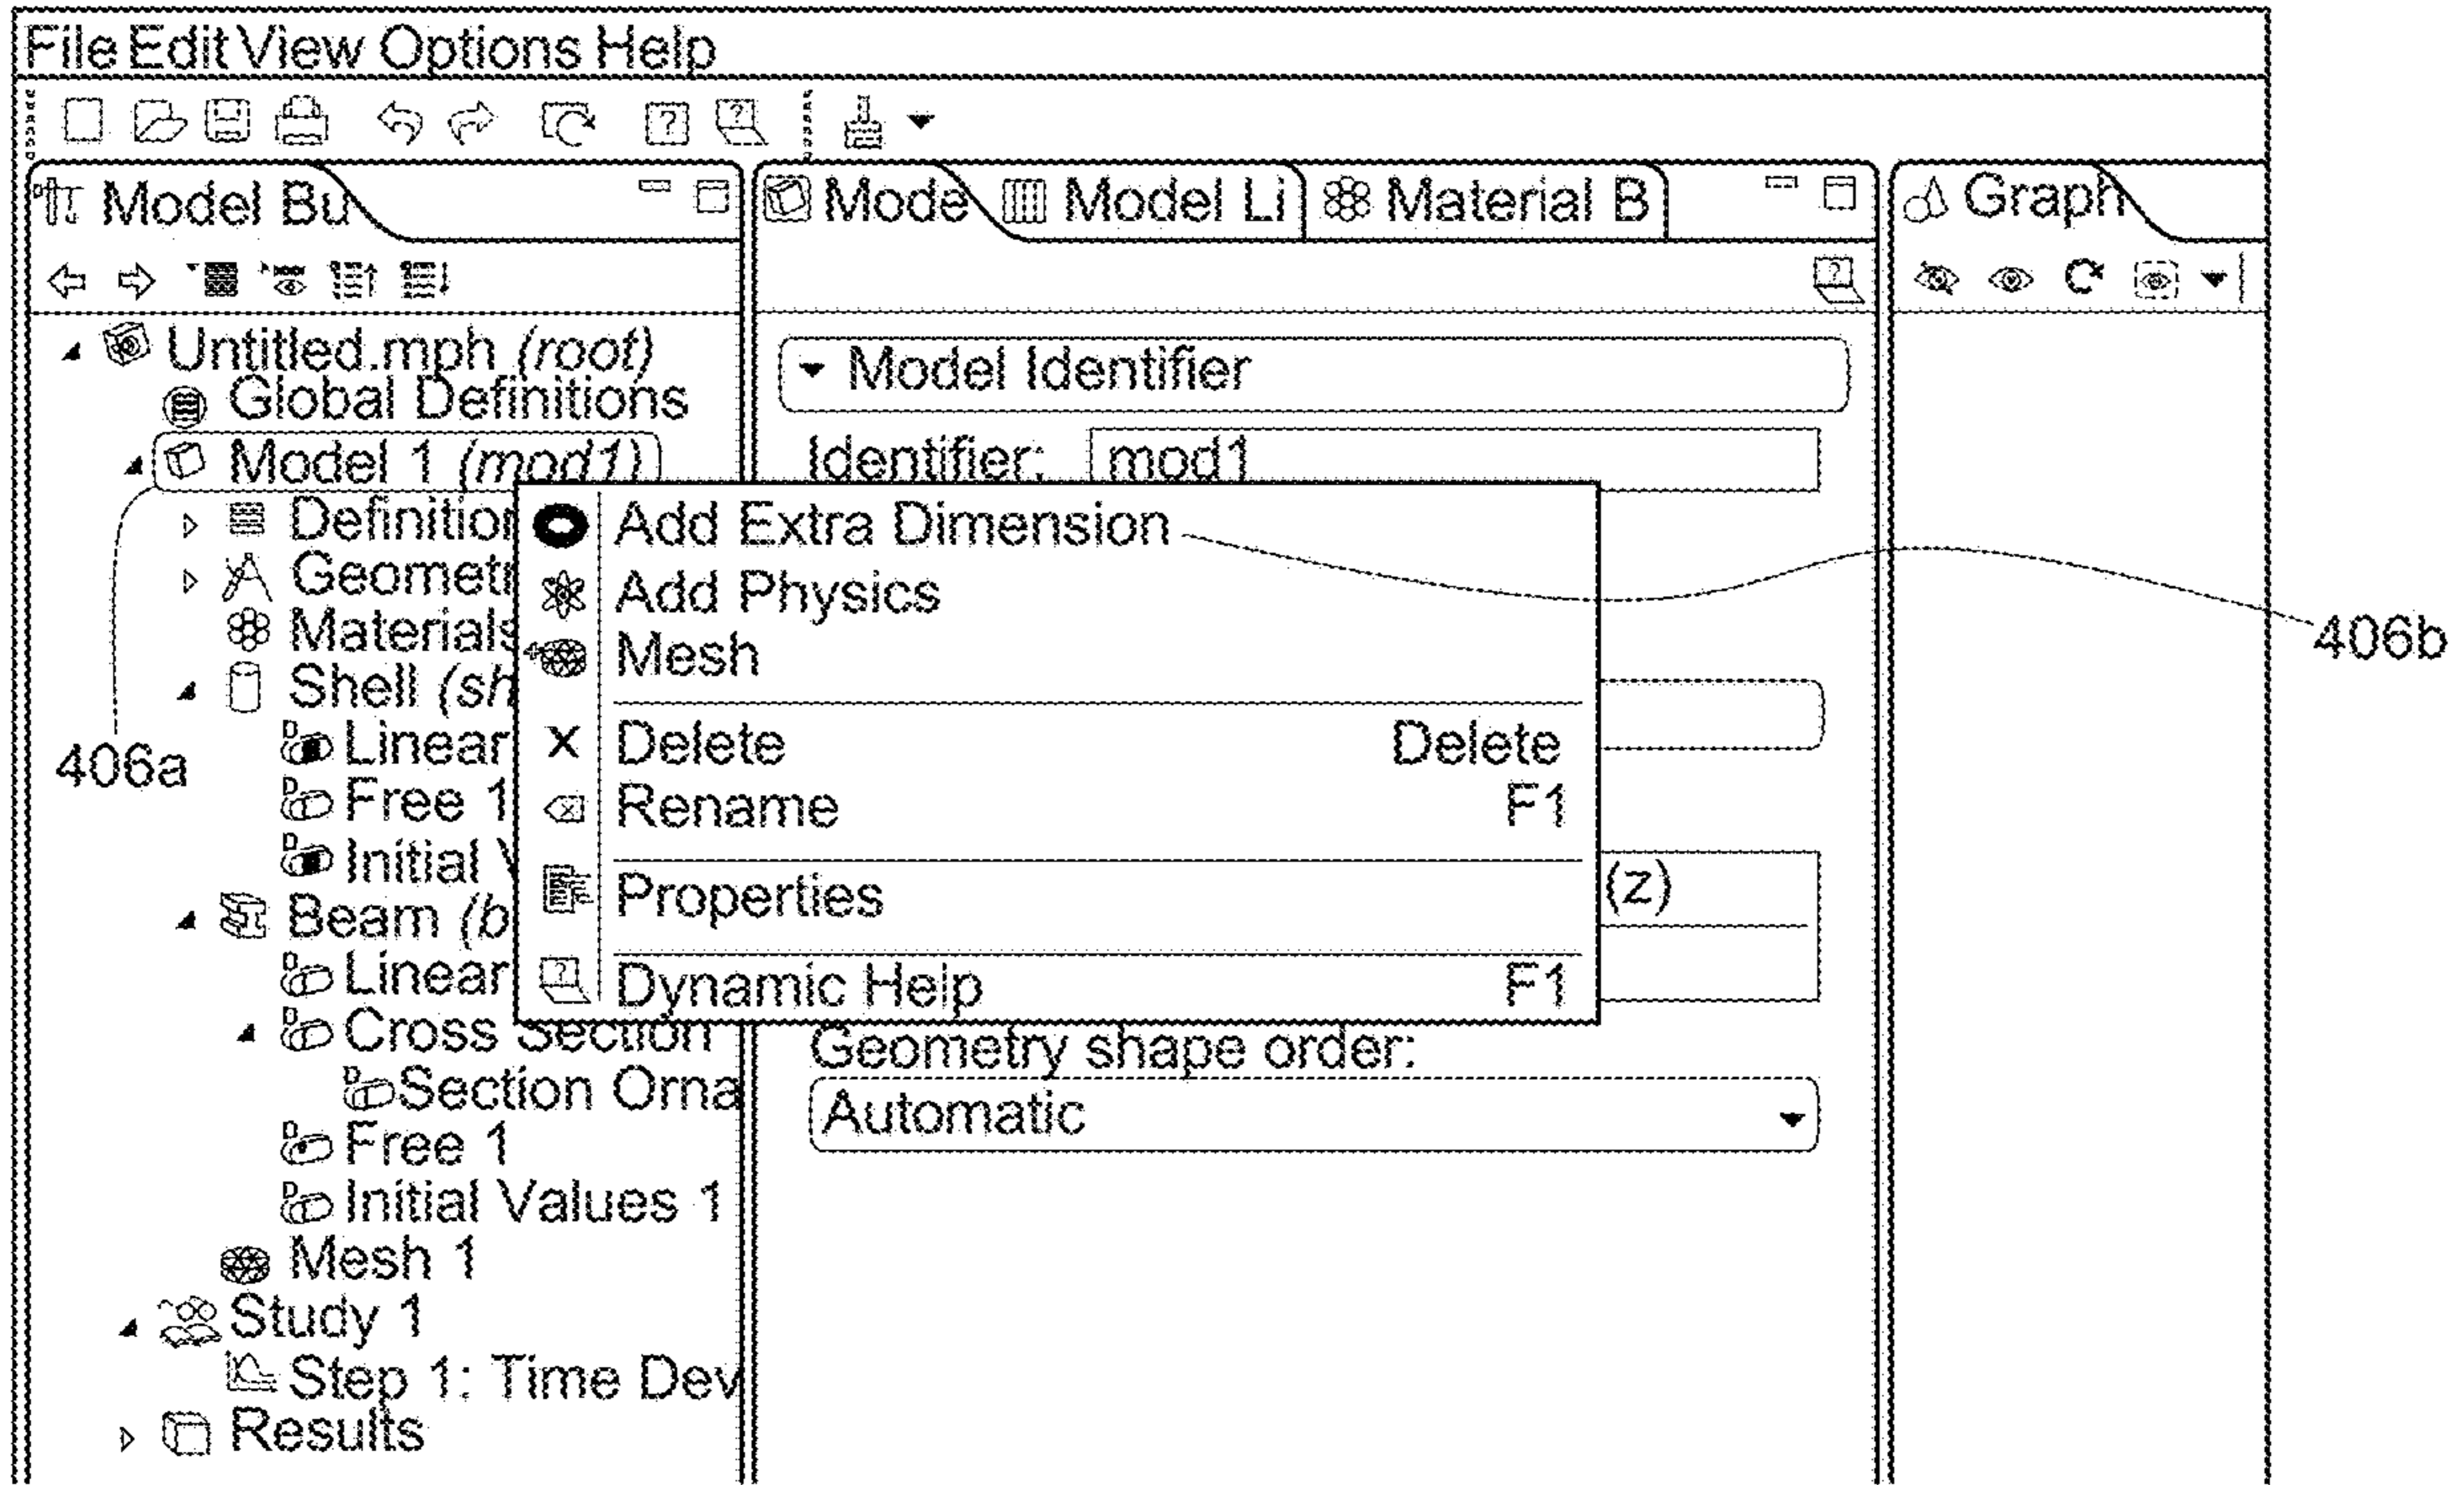 File Edit View Options Help
Model Bu
Mode
Model Li
Material B
Graph
Untitled.mph (root)
Global Definitions
Model 1 (mod1)
Definition
Geometr
Materials
Shell (sh
Linear
Free 1
Initial V
Beam (b
Linear
Cross Section
Section Orna
Free 1
Initial Values 1
Mesh 1
Study 1
Step 1: Time Dev
Results
406a
Model Identifier
Identifier: mod1
Add Extra Dimension
Add Physics
Mesh
Delete Delete
Rename F1
Properties
Dynamic Help F1
(z)
Geometry shape order:
Automatic
406b